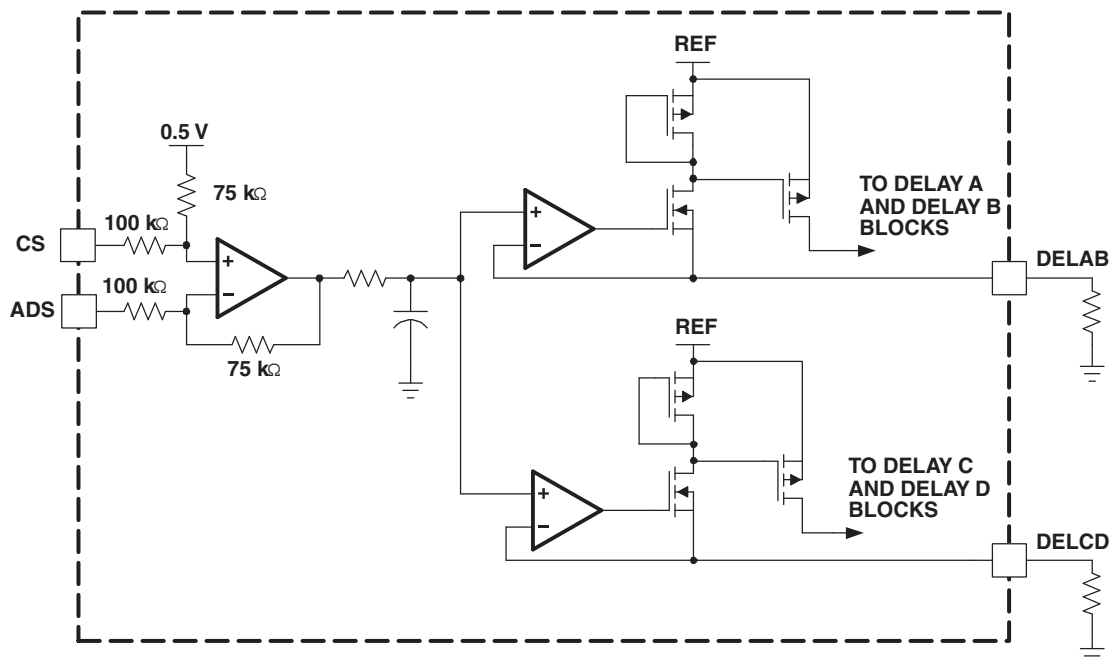 REF
0.5 V
75 kΩ
100 kΩ
CS
+
−
100 kΩ
ADS
75 kΩ
+
−
TO DELAY A
AND DELAY B
BLOCKS
DELAB
REF
+
−
TO DELAY C
AND DELAY D
BLOCKS
DELCD